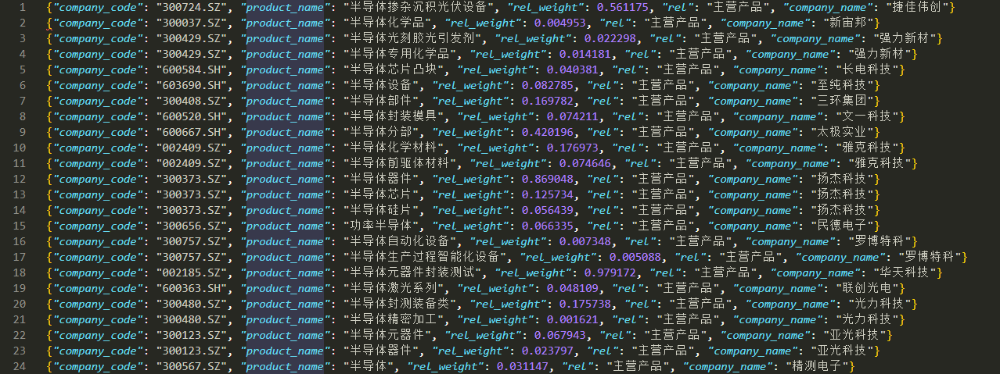 1 {"company_code": "300724.SZ", "product_name": "半导体掺杂沉积光伏设备", "rel_weight": 0.561175, "rel": "主营产品", "company_name": "捷佳伟创"}
2 {"company_code": "300037.SZ", "product_name": "半导体化学品", "rel_weight": 0.004953, "rel": "主营产品", "company_name": "新宙邦"}
3 {"company_code": "300429.SZ", "product_name": "半导体光刻胶光引发剂", "rel_weight": 0.022298, "rel": "主营产品", "company_name": "强力新材"}
4 {"company_code": "300429.SZ", "product_name": "半导体专用化学品", "rel_weight": 0.014181, "rel": "主营产品", "company_name": "强力新材"}
5 {"company_code": "600584.SH", "product_name": "半导体芯片凸块", "rel_weight": 0.040381, "rel": "主营产品", "company_name": "长电科技"}
6 {"company_code": "603690.SH", "product_name": "半导体设备", "rel_weight": 0.082785, "rel": "主营产品", "company_name": "至纯科技"}
7 {"company_code": "300408.SZ", "product_name": "半导体部件", "rel_weight": 0.169782, "rel": "主营产品", "company_name": "三环集团"}
8 {"company_code": "600520.SH", "product_name": "半导体封装模具", "rel_weight": 0.074211, "rel": "主营产品", "company_name": "文一科技"}
9 {"company_code": "600667.SH", "product_name": "半导体分部", "rel_weight": 0.420196, "rel": "主营产品", "company_name": "太极实业"}
10 {"company_code": "002409.SZ", "product_name": "半导体化学材料", "rel_weight": 0.176973, "rel": "主营产品", "company_name": "雅克科技"}
11 {"company_code": "002409.SZ", "product_name": "半导体前驱体材料", "rel_weight": 0.074646, "rel": "主营产品", "company_name": "雅克科技"}
12 {"company_code": "300373.SZ", "product_name": "半导体器件", "rel_weight": 0.869048, "rel": "主营产品", "company_name": "扬杰科技"}
13 {"company_code": "300373.SZ", "product_name": "半导体芯片", "rel_weight": 0.125734, "rel": "主营产品", "company_name": "扬杰科技"}
14 {"company_code": "300373.SZ", "product_name": "半导体硅片", "rel_weight": 0.056439, "rel": "主营产品", "company_name": "扬杰科技"}
15 {"company_code": "300656.SZ", "product_name": "功率半导体", "rel_weight": 0.066335, "rel": "主营产品", "company_name": "民德电子"}
16 {"company_code": "300757.SZ", "product_name": "半导体自动化设备", "rel_weight": 0.007348, "rel": "主营产品", "company_name": "罗博特科"}
17 {"company_code": "300757.SZ", "product_name": "半导体生产过程智能化设备", "rel_weight": 0.005088, "rel": "主营产品", "company_name": "罗博特科"}
18 {"company_code": "002185.SZ", "product_name": "半导体元器件封装测试", "rel_weight": 0.979172, "rel": "主营产品", "company_name": "华天科技"}
19 {"company_code": "600363.SH", "product_name": "半导体激光系列", "rel_weight": 0.048109, "rel": "主营产品", "company_name": "联创光电"}
20 {"company_code": "300480.SZ", "product_name": "半导体封测装备类", "rel_weight": 0.175738, "rel": "主营产品", "company_name": "光力科技"}
21 {"company_code": "300480.SZ", "product_name": "半导体精密加工", "rel_weight": 0.001621, "rel": "主营产品", "company_name": "光力科技"}
22 {"company_code": "300123.SZ", "product_name": "半导体元器件", "rel_weight": 0.067943, "rel": "主营产品", "company_name": "亚光科技"}
23 {"company_code": "300123.SZ", "product_name": "半导体器件", "rel_weight": 0.023797, "rel": "主营产品", "company_name": "亚光科技"}
24 {"company_code": "300567.SZ", "product_name": "半导体", "rel_weight": 0.031147, "rel": "主营产品", "company_name": "精测电子"}